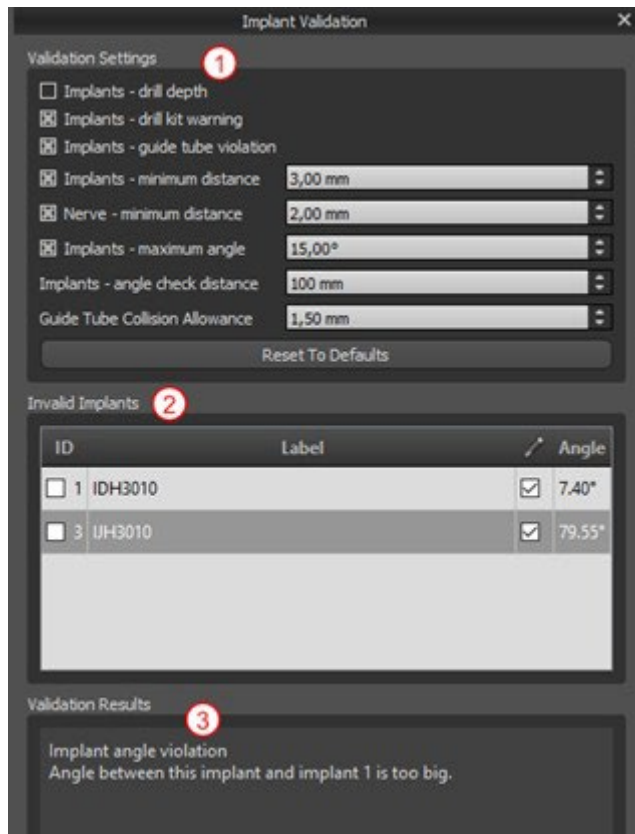 Implant Validation
Validation Settings
1
Implants - drill depth
Implants - drill kit warning
Implants - guide tube violation
Implants - minimum distance 3,00 mm
Nerve - minimum distance 2,00 mm
Implants - maximum angle 15,00°
Implants - angle check distance 100 mm
Guide Tube Collision Allowance 1,50 mm
Reset To Defaults
Invalid Implants 2
ID Label Angle
1 IDH3010 7.40°
3 IJH3010 79.55°
Validation Results
3
Implant angle violation
Angle between this implant and implant 1 is too big.